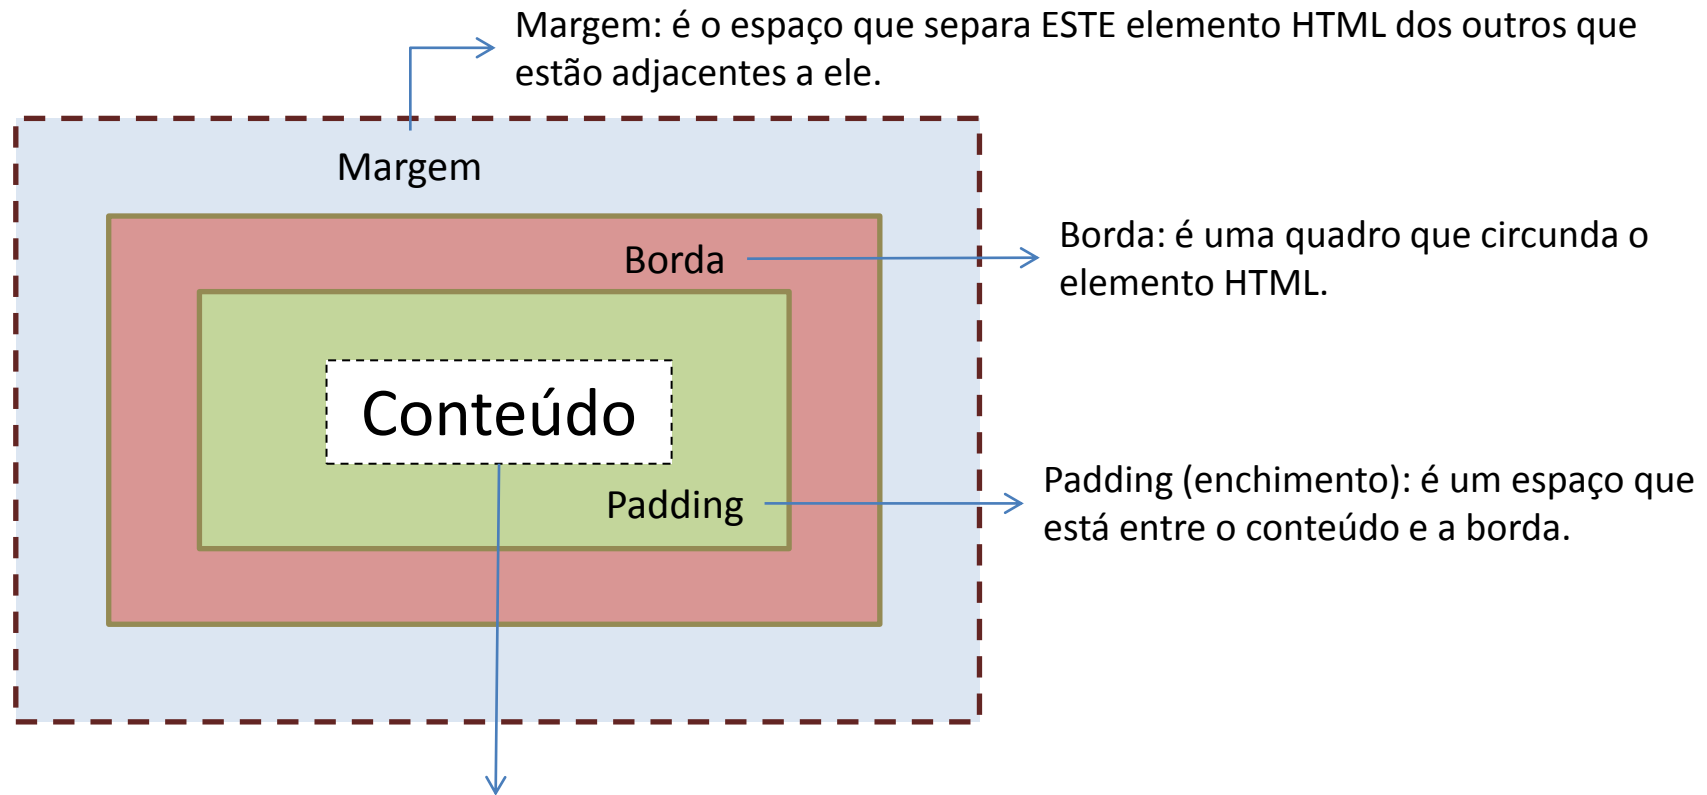 Margem: é o espaço que separa ESTE elemento HTML dos outros que
estão adjacentes a ele.
Margem
Borda
Borda: é uma quadro que circunda o
elemento HTML.
Conteúdo
Padding
Padding (enchimento): é um espaço que
está entre o conteúdo e a borda.